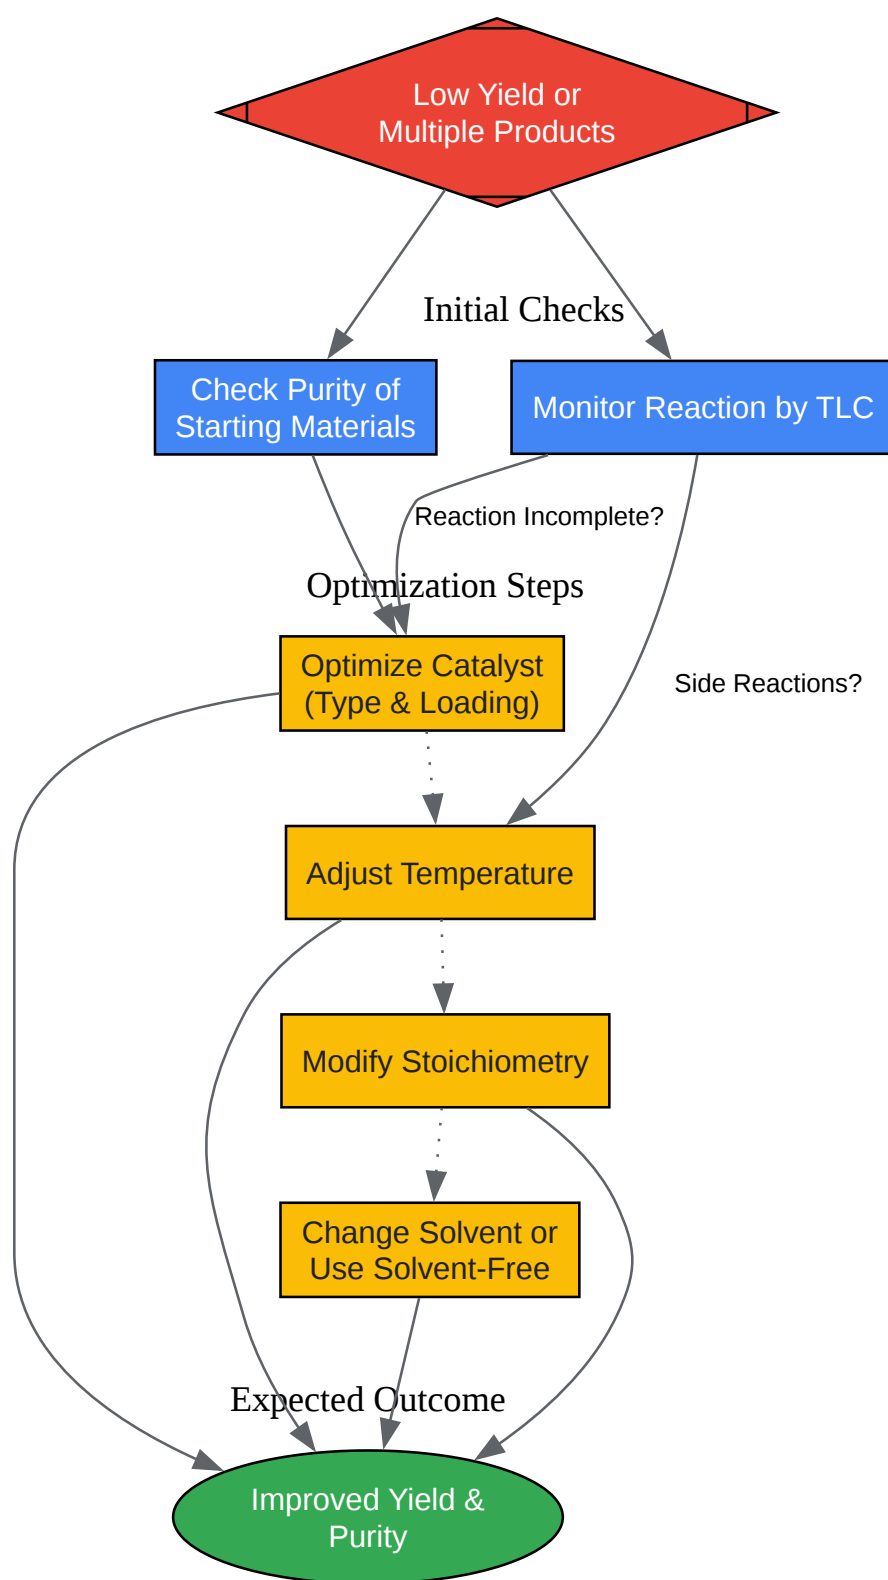 Low Yield or
Multiple Products
Initial Checks
Check Purity of
Starting Materials
Monitor Reaction by TLC
Reaction Incomplete?
Optimization Steps
Optimize Catalyst
(Type & Loading)
Side Reactions?
Adjust Temperature
Modify Stoichiometry
Change Solvent or
Use Solvent-Free
Expected Outcome
Improved Yield &
Purity